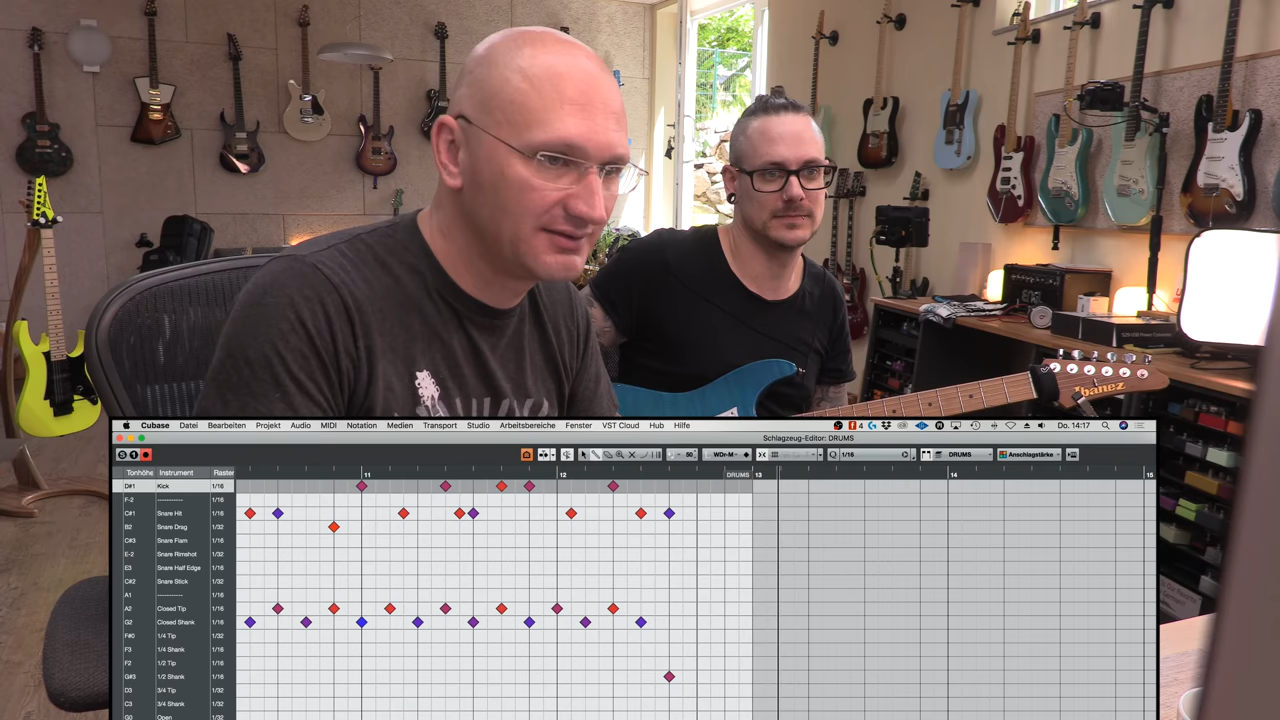 Ibanez
Cubase Datei Bearbeiten Projekt Audio MIDI Notation Medien Transport Studio Arbeitsbereiche Fenster VST Cloud Hub Hilfe 4 Do. 14:17
Schlagzeug-Editor: DRUMS
S 1 50 WDr-M Q 1/16 DRUMS Anschlagstärke
Tonhöhe Instrument Raster 11 12 DRUMS 13 14 15
D#1 Kick 1/16
F-2 ------------ 1/16
C#1 Snare Hit 1/16
B2 Snare Drag 1/32
C#3 Snare Flam 1/16
E-2 Snare Rimshot 1/32
E3 Snare Half Edge 1/16
C#2 Snare Stick 1/32
A1 ------------ 1/16
A2 Closed Tip 1/16
G2 Closed Shank 1/16
F#0 1/4 Tip 1/32
F3 1/4 Shank 1/16
F2 1/2 Tip 1/16
G#3 1/2 Shank 1/16
D3 3/4 Tip 1/32
C3 3/4 Shank 1/16
G0 Open 1/32